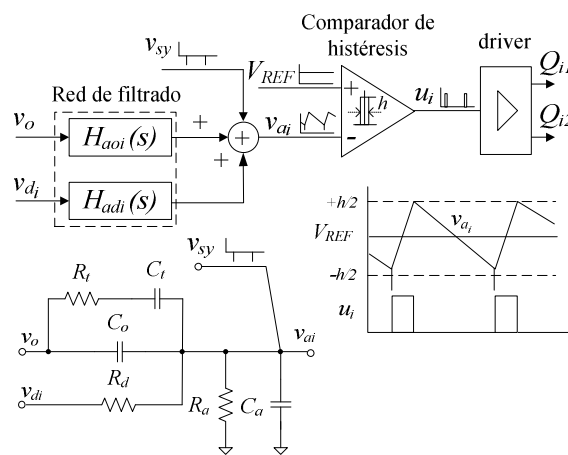 Comparador de
histéresis
driver
v_sy
V_REF
Q_i1
Red de filtrado
+
h
u_i
v_o
H_aoi(s)
+
+
v_ai
-
Q_i2
+
v_di
H_adi(s)
+h/2
v_ai
V_REF
v_sy
-h/2
R_t
C_t
u_i
v_o
C_o
v_ai
R_d
v_di
R_a
C_a